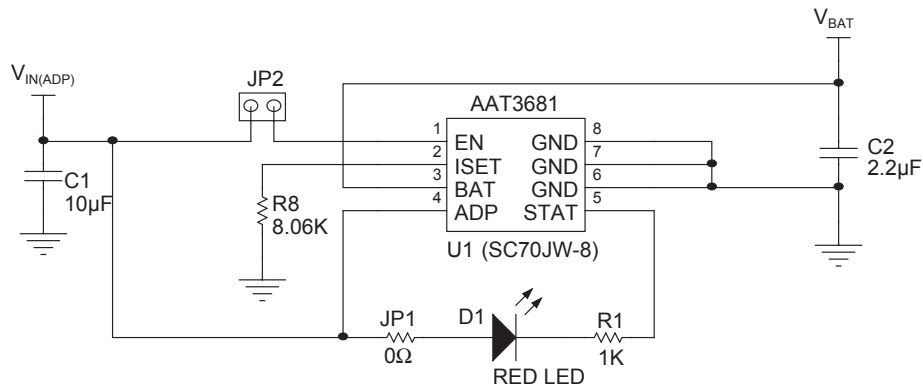 V_BAT
V_IN(ADP)
JP2
AAT3681
1 EN GND 8
2 ISET GND 7
3 BAT GND 6
4 ADP STAT 5
U1 (SC70JW-8)
C1
10µF
R8
8.06K
C2
2.2µF
JP1
0Ω
D1
RED LED
R1
1K